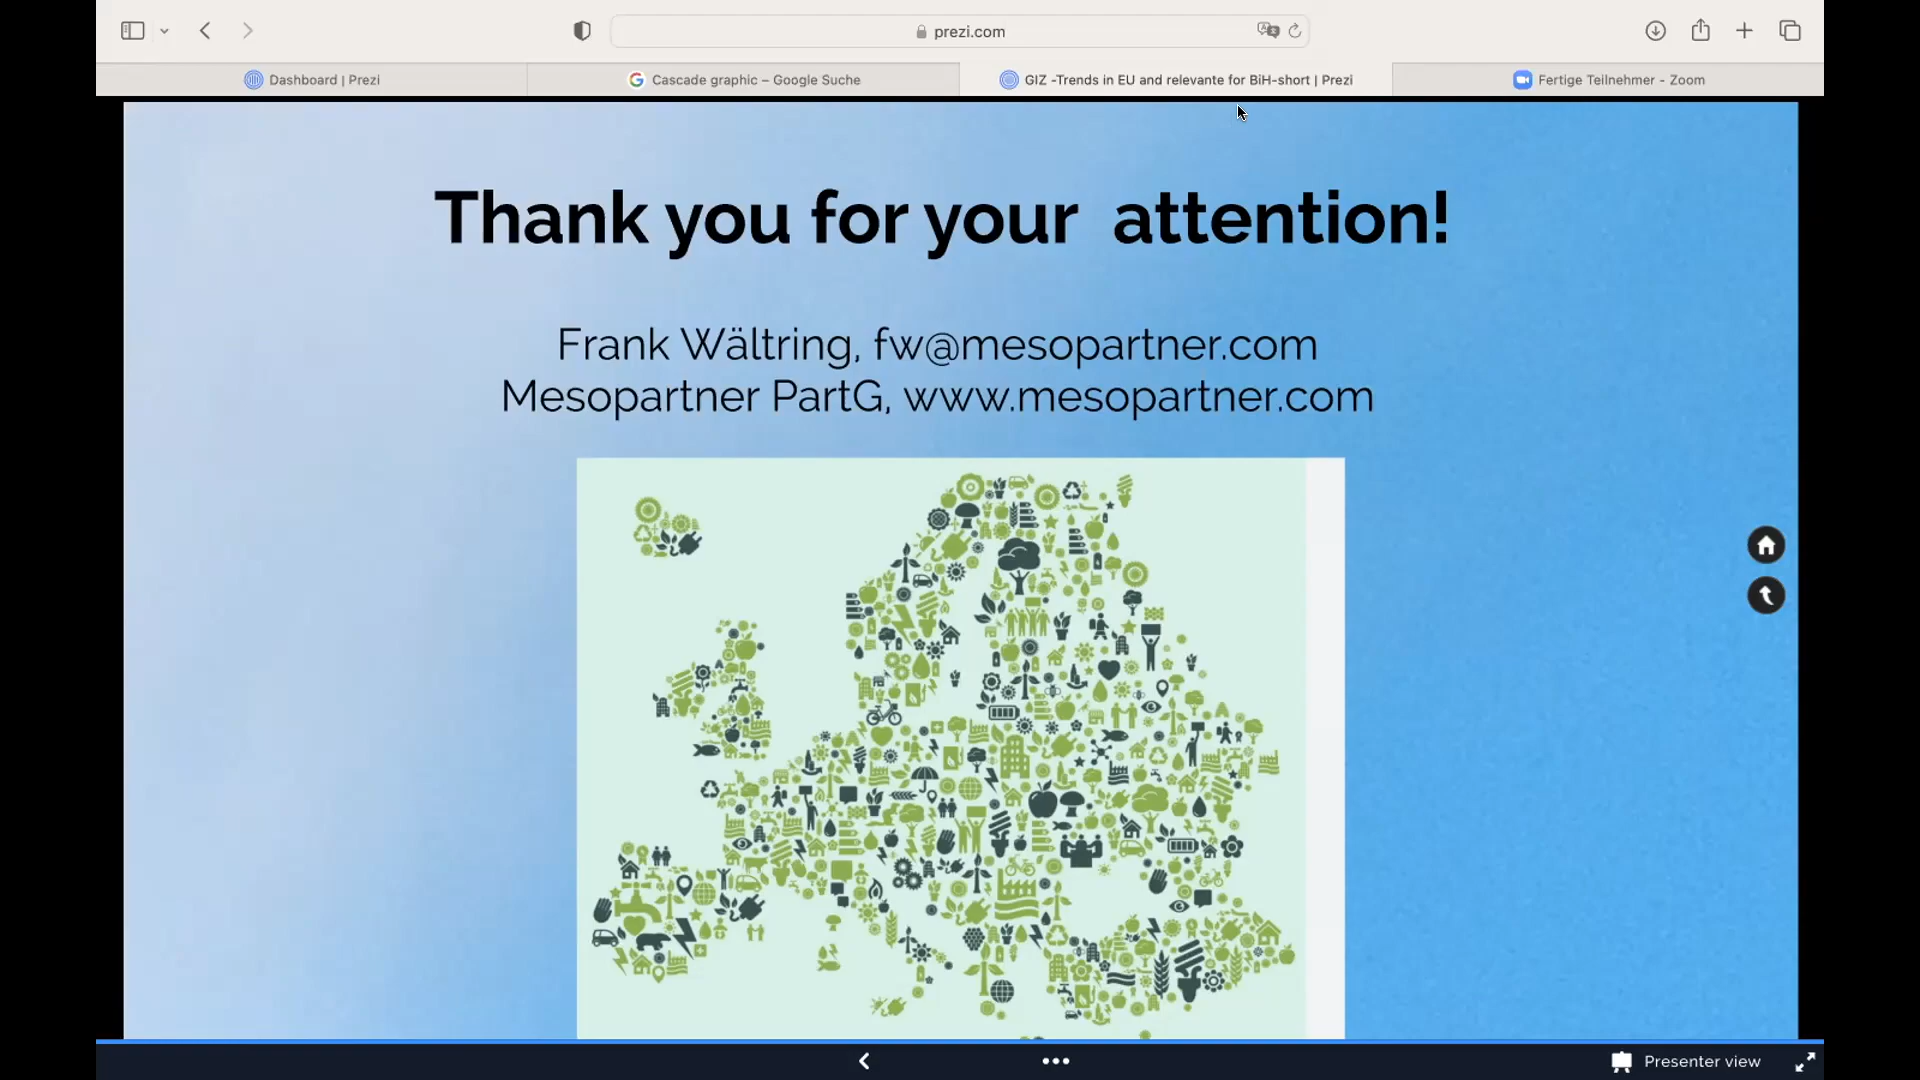 prezi.com
Dashboard | Prezi
Cascade graphic – Google Suche
GIZ -Trends in EU and relevante for BiH-short | Prezi
Fertige Teilnehmer - Zoom
Thank you for your  attention!
Frank Wältring, fw@mesopartner.com
Mesopartner PartG, www.mesopartner.com
Presenter view